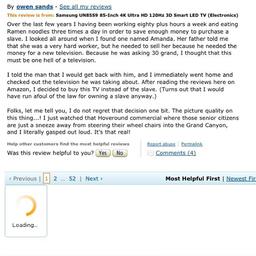 By owen sands - See all my reviews
This review is from: Samsung UN85S9 85-Inch 4K Ultra HD 120Hz 3D Smart LED TV (Electronics)
Over the last few years I have been working eighty plus hours a week and eating
Ramen noodles three times a day in order to save enough money to purchase a
slave. I looked all around when I found one named Amanda. Her father told me
that she was a very hard worker, but he needed to sell her because he needed the
money for a new television. Because he was asking 30 grand, I thought that this
must be one hell of a television.
I told the man that I would get back with him, and I immediately went home and
checked out the television he was talking about. After reading the reviews here on
Amazon, I decided to buy this TV instead of the slave. (Turns out that I would
have run afoul of the law for owning a slave anyway.)
Folks, let me tell you, I do not regret that decision one bit. The picture quality on
this thing...! I just watched that Hoveround commercial where those senior citizens
are just a sneeze away from steering their wheel chairs into the Grand Canyon,
and I literally gasped out loud. It's that real!!
Help other customers find the most helpful reviews
Report abuse | Permalink
Was this review helpful to you? Yes No
Comments (4)
‹ Previous | 1 2 ... 52 | Next ›
Most Helpful First | Newest Fir
Loading..